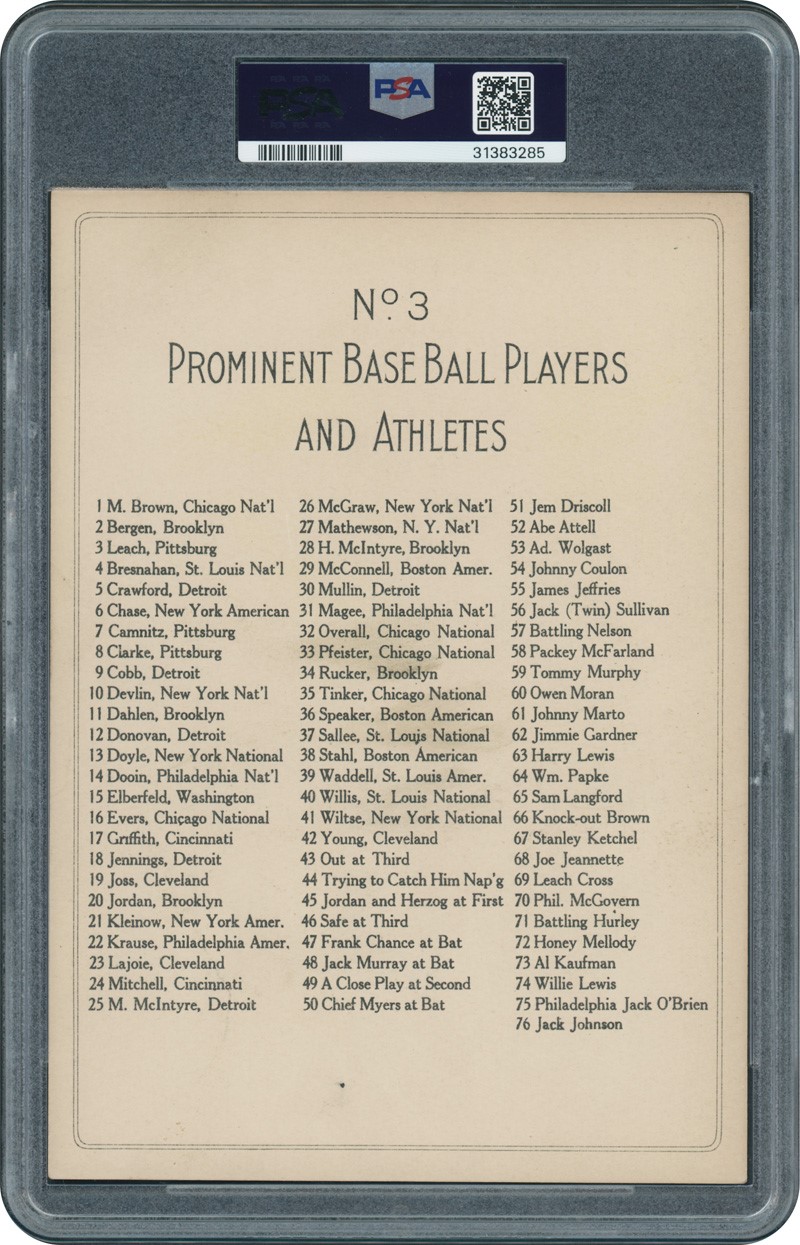 PSA
PSA
31383285
Nº 3
PROMINENT BASE BALL PLAYERS
AND ATHLETES
1 M. Brown, Chicago Nat'l
2 Bergen, Brooklyn
3 Leach, Pittsburg
4 Bresnahan, St. Louis Nat'l
5 Crawford, Detroit
6 Chase, New York American
7 Camnitz, Pittsburg
8 Clarke, Pittsburg
9 Cobb, Detroit
10 Devlin, New York Nat'l
11 Dahlen, Brooklyn
12 Donovan, Detroit
13 Doyle, New York National
14 Dooin, Philadelphia Nat'l
15 Elberfeld, Washington
16 Evers, Chicago National
17 Griffith, Cincinnati
18 Jennings, Detroit
19 Joss, Cleveland
20 Jordan, Brooklyn
21 Kleinow, New York Amer.
22 Krause, Philadelphia Amer.
23 Lajoie, Cleveland
24 Mitchell, Cincinnati
25 M. McIntyre, Detroit
26 McGraw, New York Nat'l
27 Mathewson, N. Y. Nat'l
28 H. McIntyre, Brooklyn
29 McConnell, Boston Amer.
30 Mullin, Detroit
31 Magee, Philadelphia Nat'l
32 Overall, Chicago National
33 Pfeister, Chicago National
34 Rucker, Brooklyn
35 Tinker, Chicago National
36 Speaker, Boston American
37 Sallee, St. Louis National
38 Stahl, Boston American
39 Waddell, St. Louis Amer.
40 Willis, St. Louis National
41 Wiltse, New York National
42 Young, Cleveland
43 Out at Third
44 Trying to Catch Him Nap'g
45 Jordan and Herzog at First
46 Safe at Third
47 Frank Chance at Bat
48 Jack Murray at Bat
49 A Close Play at Second
50 Chief Myers at Bat
51 Jem Driscoll
52 Abe Attell
53 Ad. Wolgast
54 Johnny Coulon
55 James Jeffries
56 Jack (Twin) Sullivan
57 Battling Nelson
58 Packey McFarland
59 Tommy Murphy
60 Owen Moran
61 Johnny Marto
62 Jimmie Gardner
63 Harry Lewis
64 Wm. Papke
65 Sam Langford
66 Knock-out Brown
67 Stanley Ketchel
68 Joe Jeannette
69 Leach Cross
70 Phil. McGovern
71 Battling Hurley
72 Honey Mellody
73 Al Kaufman
74 Willie Lewis
75 Philadelphia Jack O'Brien
76 Jack Johnson